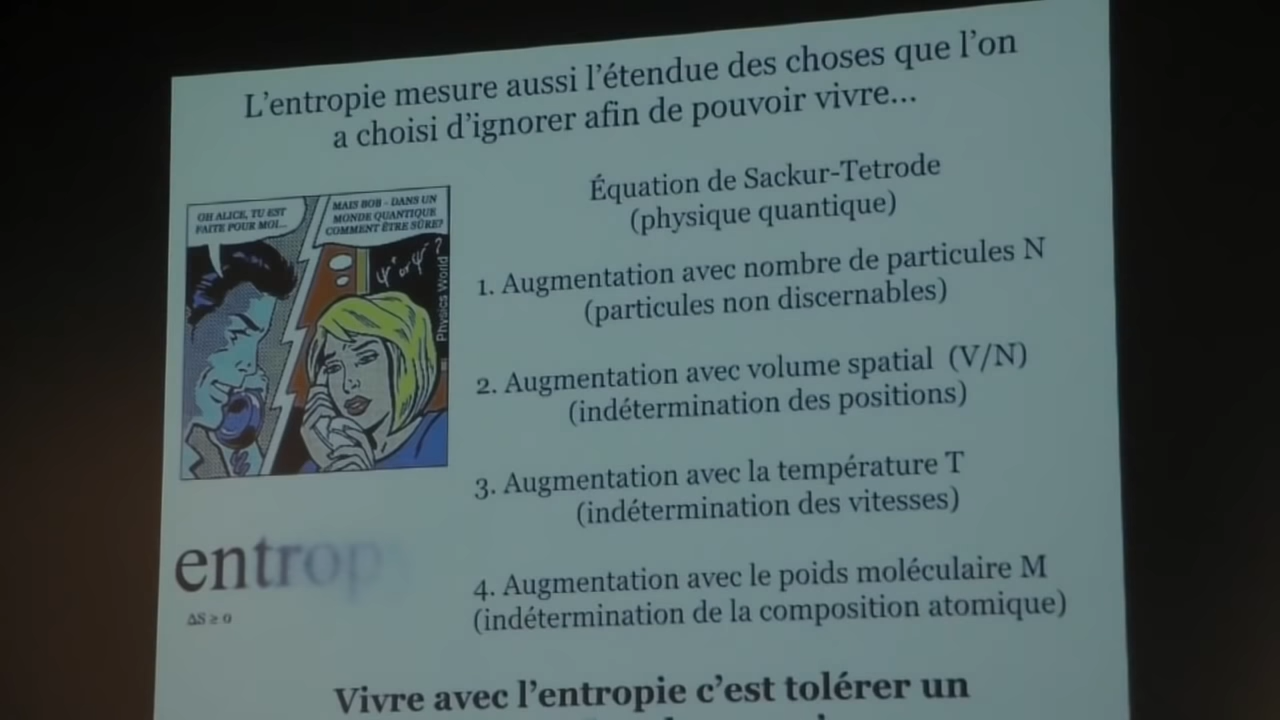 L'entropie mesure aussi l'étendue des choses que l'on
a choisi d'ignorer afin de pouvoir vivre...
Équation de Sackur-Tetrode
(physique quantique)
OH ALICE, TU EST
FAITE POUR MOI...
MAIS BOB - DANS UN
MONDE QUANTIQUE
COMMENT ÊTRE SÛRE?
Ψ+ or Ψ- ?
Physics World
1. Augmentation avec nombre de particules N
(particules non discernables)
2. Augmentation avec volume spatial (V/N)
(indétermination des positions)
3. Augmentation avec la température T
(indétermination des vitesses)
entropy
ΔS ≥ 0
4. Augmentation avec le poids moléculaire M
(indétermination de la composition atomique)
Vivre avec l'entropie c'est tolérer un